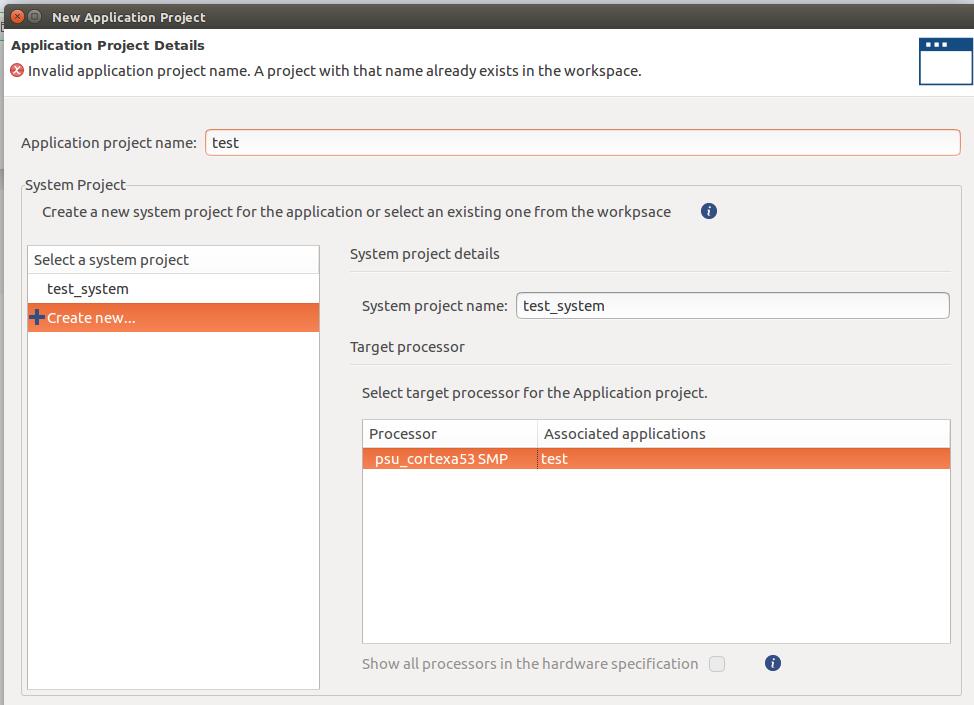 New Application Project
Application Project Details
Invalid application project name. A project with that name already exists in the workspace.
Application project name: test
System Project
Create a new system project for the application or select an existing one from the workpsace
Select a system project
test_system
Create new...
System project details
System project name: test_system
Target processor
Select target processor for the Application project.
Processor Associated applications
psu_cortexa53 SMP test
Show all processors in the hardware specification